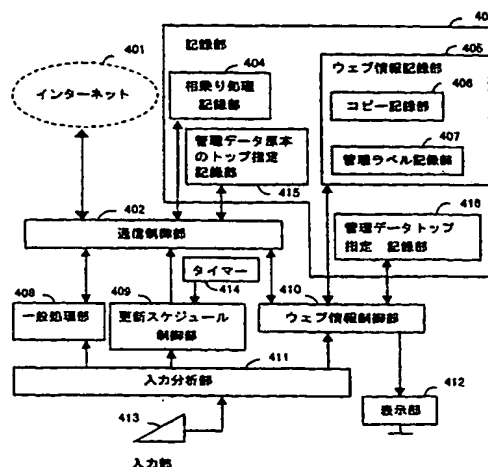 401
インターネット
40
記録部
404
相乗り処理
記録部
405
ウェブ情報記録部
406
コピー記録部
407
管理ラベル記録部
管理データ原本
のトップ指定
記録部
415
402
通信制御部
416
管理データトップ
指定 記録部
タイマー
414
408
一般処理部
409
更新スケジュール
制御部
410
ウェブ情報制御部
411
入力分析部
412
表示部
413
入力部